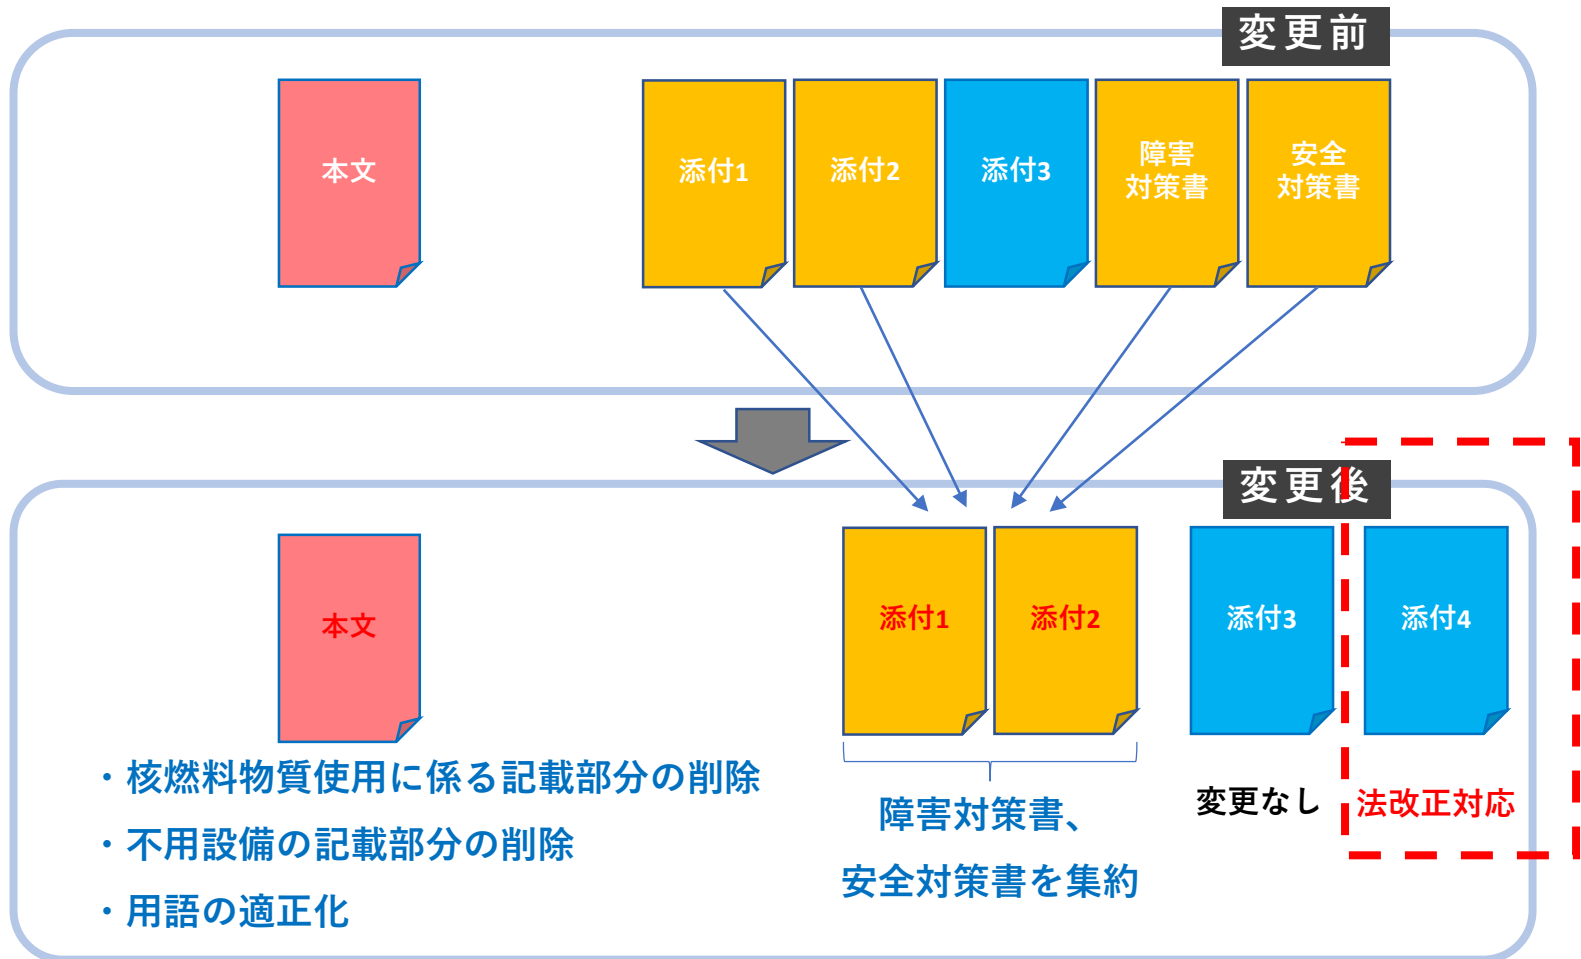 変更前
本文
添付1
添付2
添付3
障害
対策書
安全
対策書
変更後
本文
添付1
添付2
添付3
添付4
・核燃料物質使用に係る記載部分の削除
・不用設備の記載部分の削除
・用語の適正化
障害対策書、
安全対策書を集約
変更なし
法改正対応